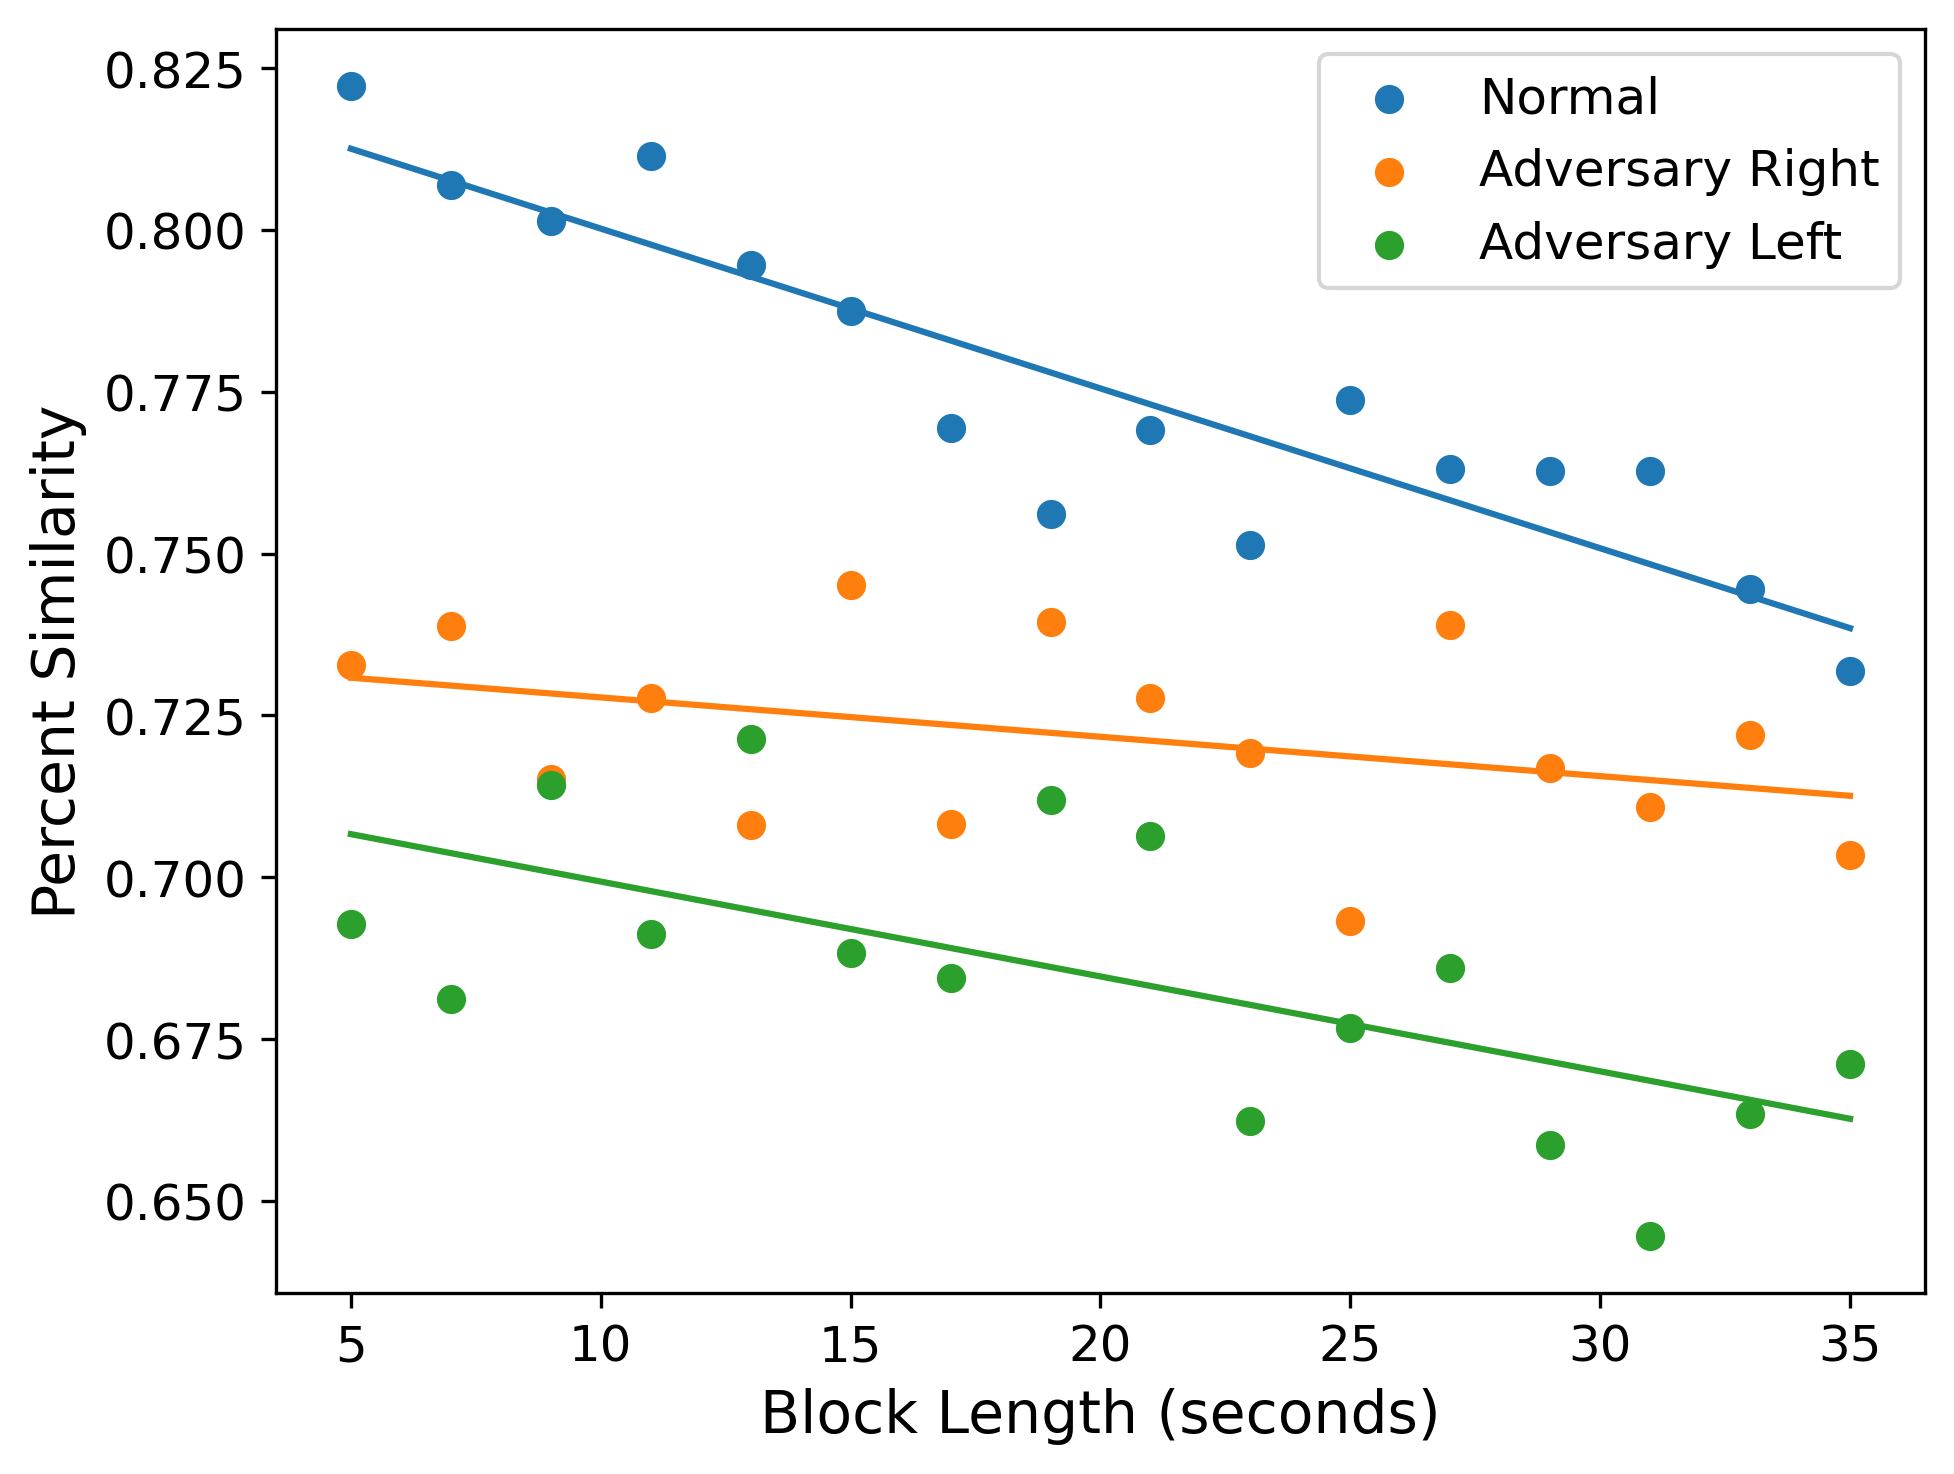 0.825
0.800
0.775
0.750
0.725
0.700
0.675
0.650
Percent Similarity
Normal
Adversary Right
Adversary Left
5 10 15 20 25 30 35
Block Length (seconds)